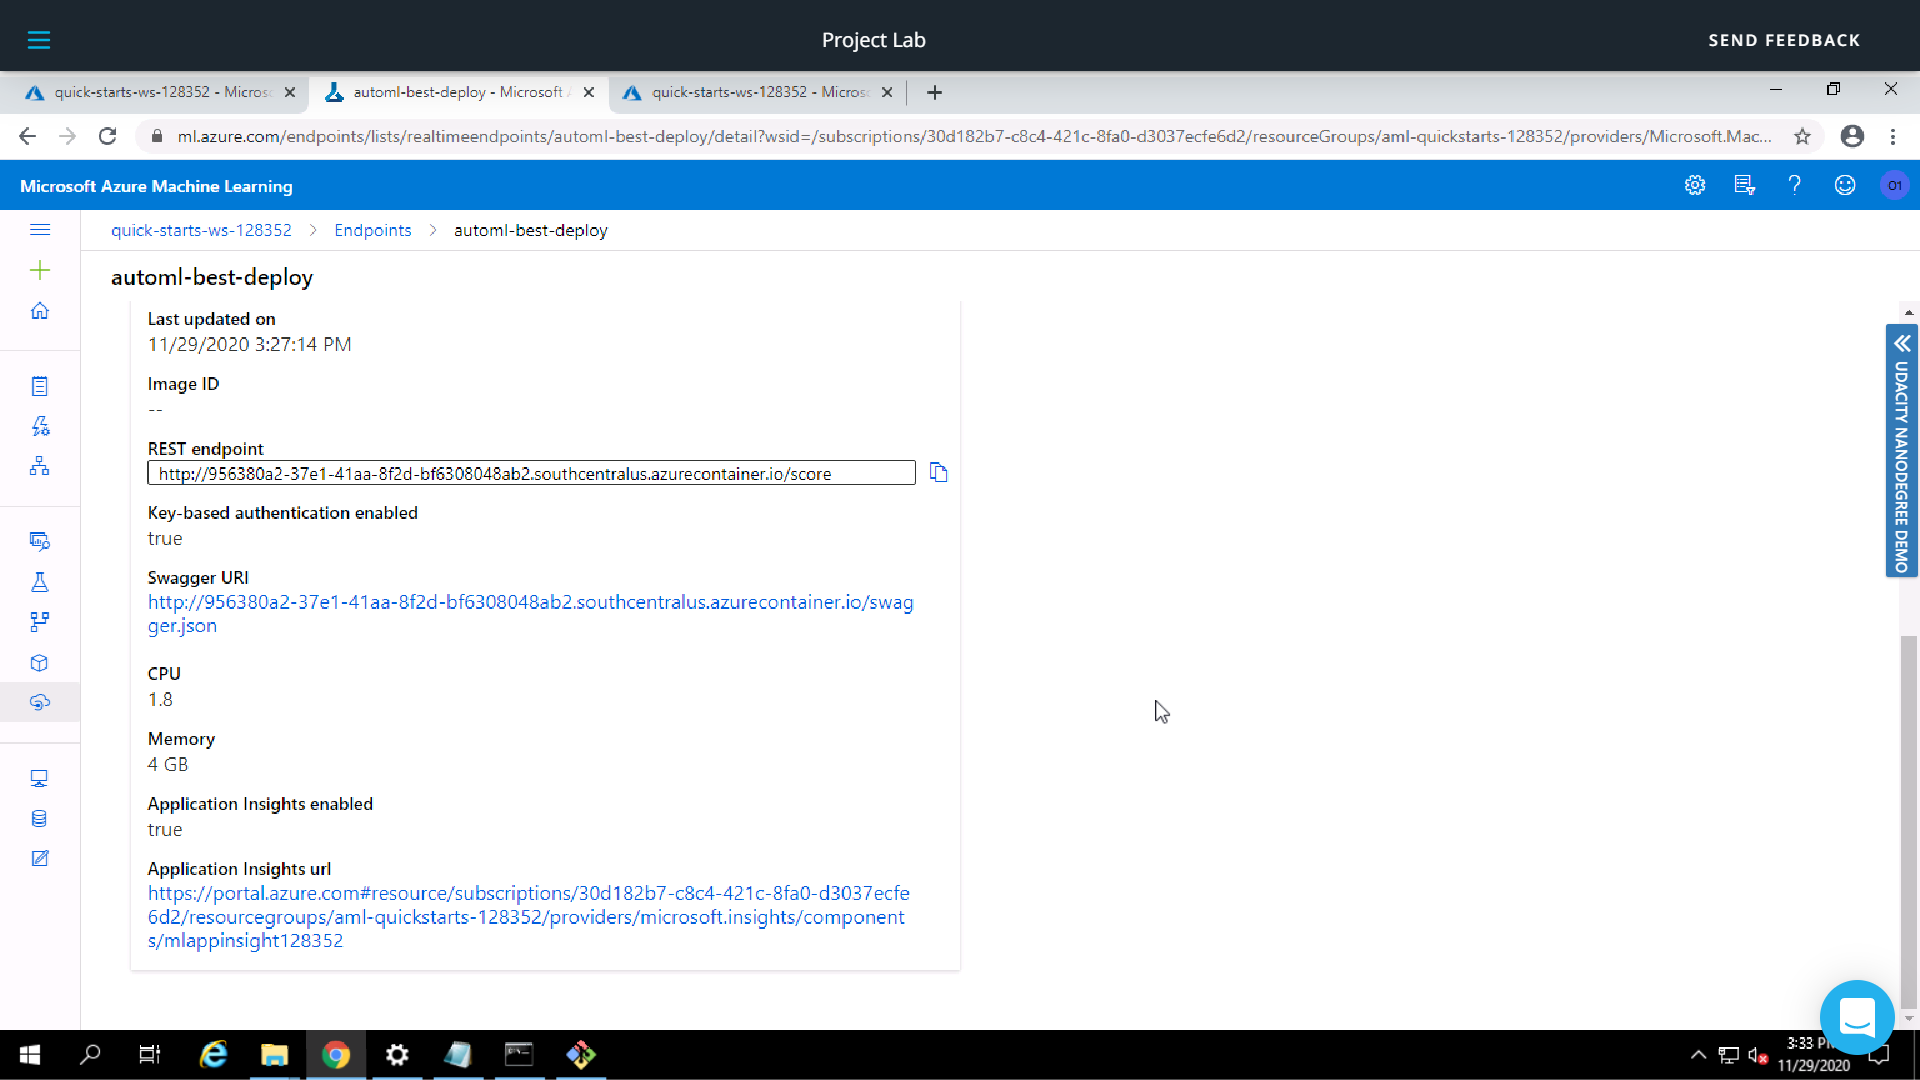 Project Lab
SEND FEEDBACK
quick-starts-ws-128352 - Micros
automl-best-deploy - Microsoft
quick-starts-ws-128352 - Micros
ml.azure.com/endpoints/lists/realtimeendpoints/automl-best-deploy/detail?wsid=/subscriptions/30d182b7-c8c4-421c-8fa0-d3037ecfe6d2/resourceGroups/aml-quickstarts-128352/providers/Microsoft.Mac...
Microsoft Azure Machine Learning
01
quick-starts-ws-128352 > Endpoints > automl-best-deploy
automl-best-deploy
Last updated on
11/29/2020 3:27:14 PM
Image ID
--
REST endpoint
http://956380a2-37e1-41aa-8f2d-bf6308048ab2.southcentralus.azurecontainer.io/score
Key-based authentication enabled
true
Swagger URI
http://956380a2-37e1-41aa-8f2d-bf6308048ab2.southcentralus.azurecontainer.io/swag
ger.json
CPU
1.8
Memory
4 GB
Application Insights enabled
true
Application Insights url
https://portal.azure.com#resource/subscriptions/30d182b7-c8c4-421c-8fa0-d3037ecfe
6d2/resourcegroups/aml-quickstarts-128352/providers/microsoft.insights/component
s/mlappinsight128352
UDACITY NANODEGREE DEMO
3:33 P
11/29/2020